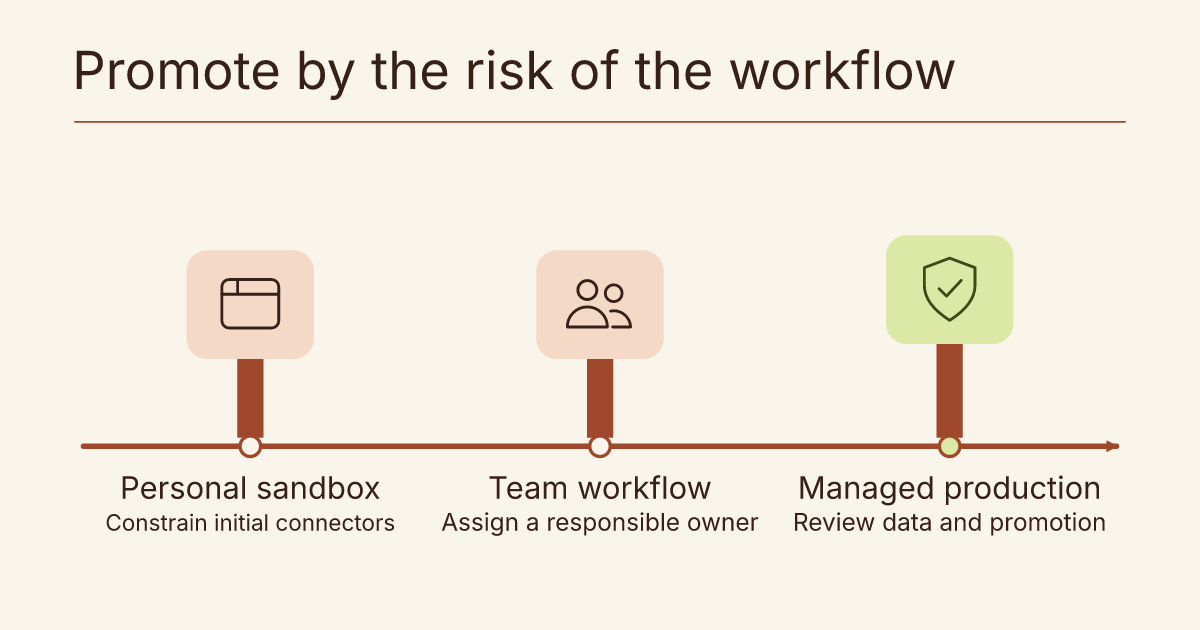 Promote by the risk of the workflow
Personal sandbox
Constrain initial connectors
Team workflow
Assign a responsible owner
Managed production
Review data and promotion